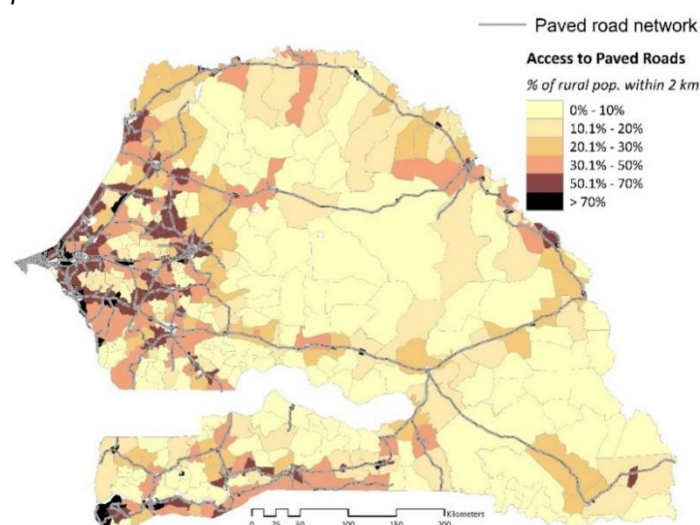 Paved road network
Access to Paved Roads
% of rural pop. within 2 km
0% - 10%
10.1% - 20%
20.1% - 30%
30.1% - 50%
50.1% - 70%
> 70%
Kilometers
0 25 50 100 150 200